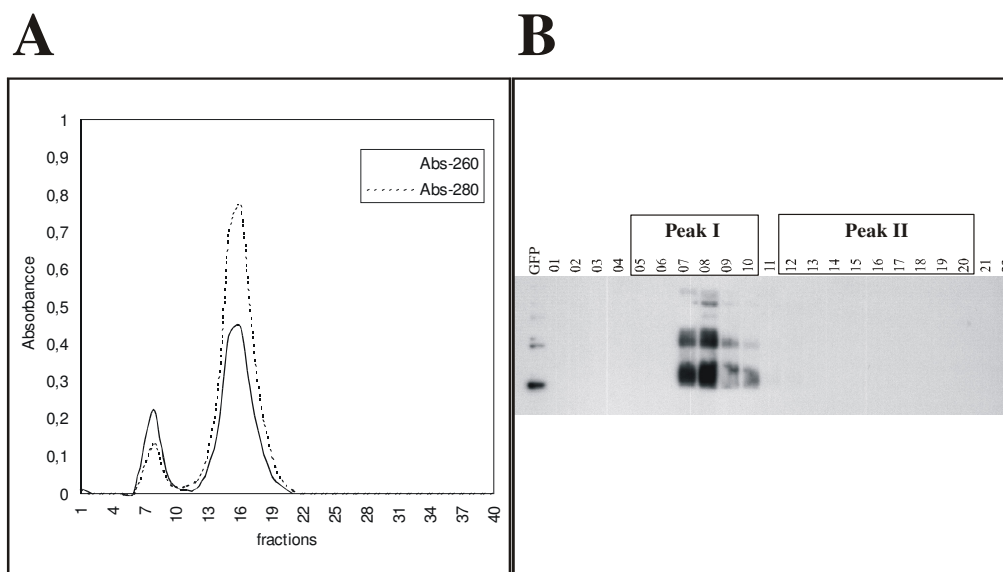 A
B
1
0,9
0,8
0,7
0,6
0,5
0,4
0,3
0,2
0,1
0
Absorbancce
Abs-260
Abs-280
1 4 7 10 13 16 19 22 25 28 31 34 37 40
fractions
Peak I
Peak II
GFP 01 02 03 04 05 06 07 08 09 10 11 12 13 14 15 16 17 18 19 20 21